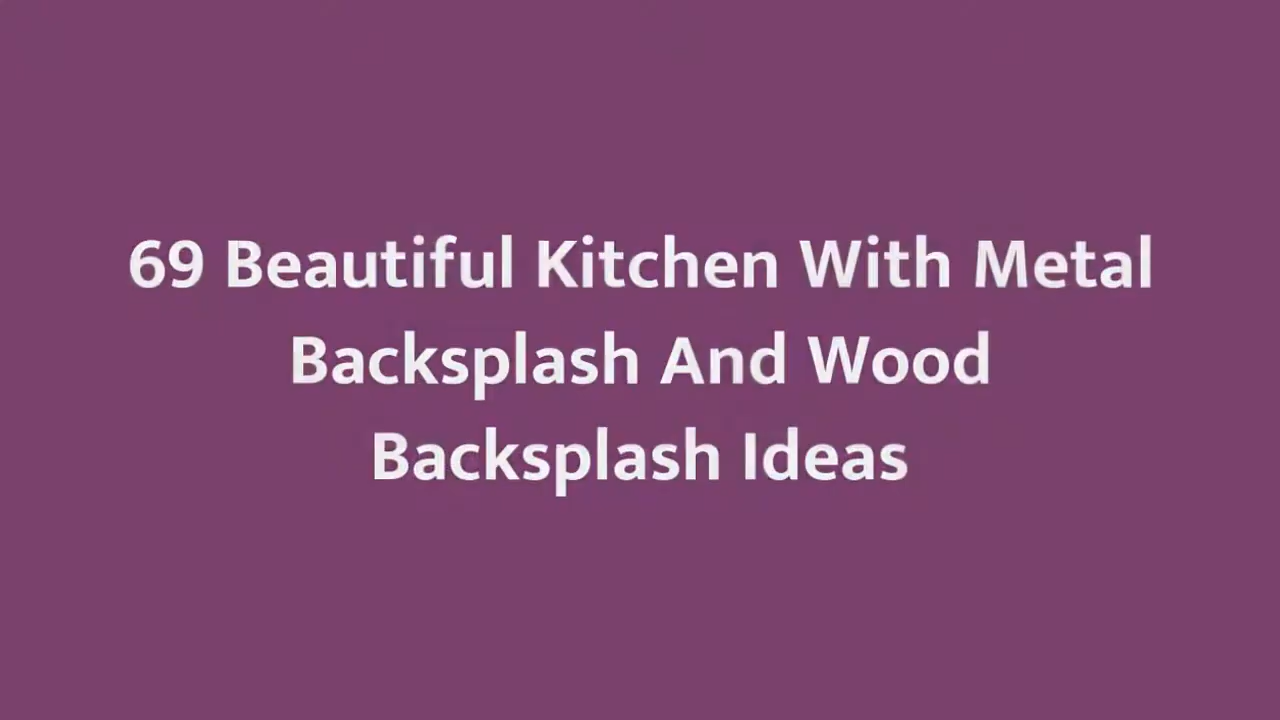 69 Beautiful Kitchen With Metal
Backsplash And Wood
Backsplash Ideas